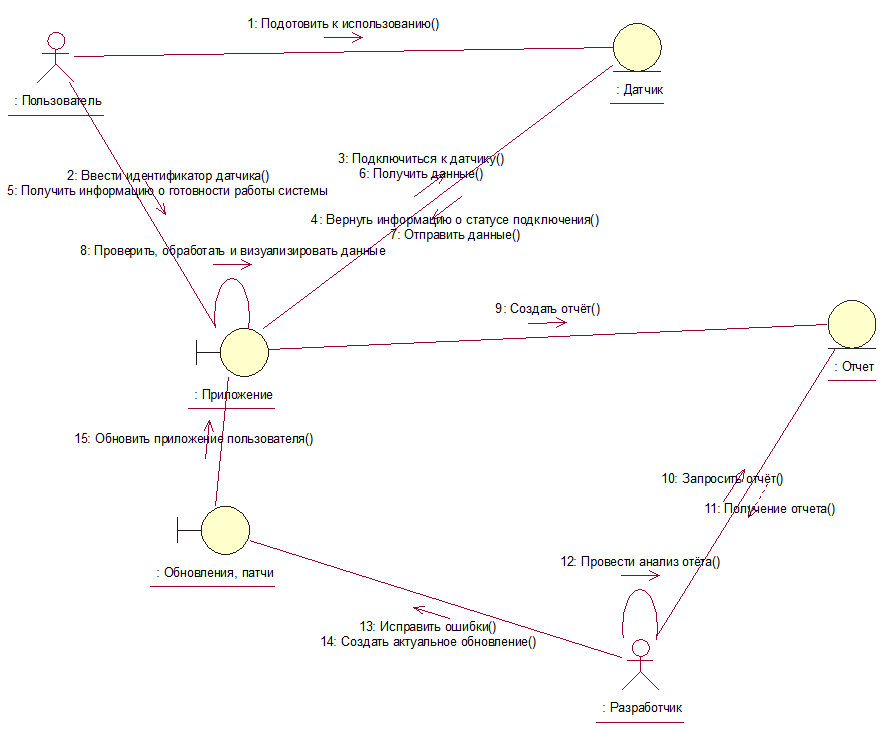 1: Подотовить к использованию()
: Пользователь
: Датчик
3: Подключиться к датчику()
6: Получить данные()
2: Ввести идентификатор датчика()
5: Получить информацию о готовности работы системы
4: Вернуть информацию о статусе подключения()
7: Отправить данные()
8: Проверить, обработать и визуализировать данные
9: Создать отчёт()
: Отчет
: Приложение
15: Обновить приложение пользователя()
10: Запросить отчёт()
11: Получение отчета()
: Обновления, патчи
12: Провести анализ отёта()
13: Исправить ошибки()
14: Создать актуальное обновление()
: Разработчик